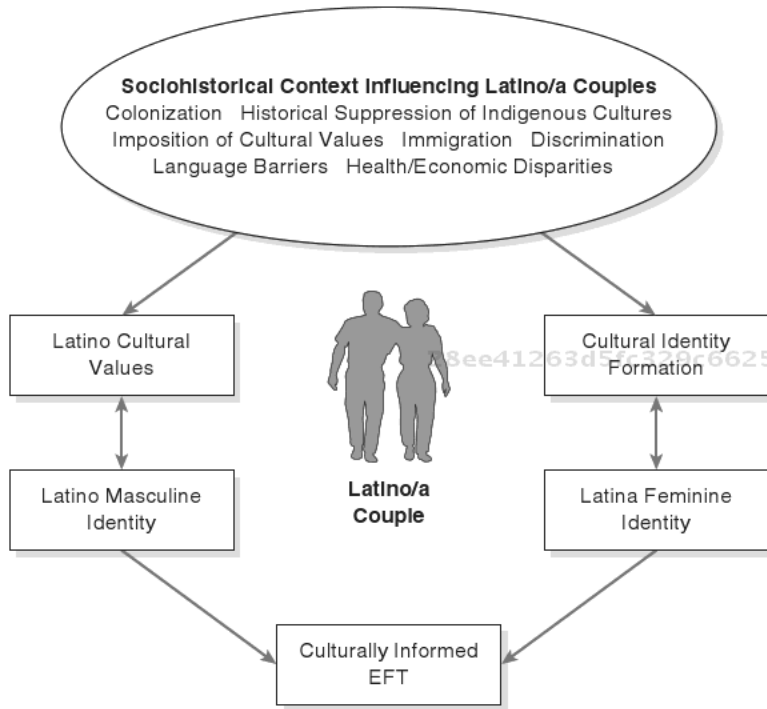 Sociohistorical Context Influencing Latino/a Couples
Colonization Historical Suppression of Indigenous Cultures
Imposition of Cultural Values Immigration Discrimination
Language Barriers Health/Economic Disparities
Latino Cultural
Values
Cultural Identity
Formation
Latino Masculine
Identity
Latino/a
Couple
Latina Feminine
Identity
Culturally Informed
EFT